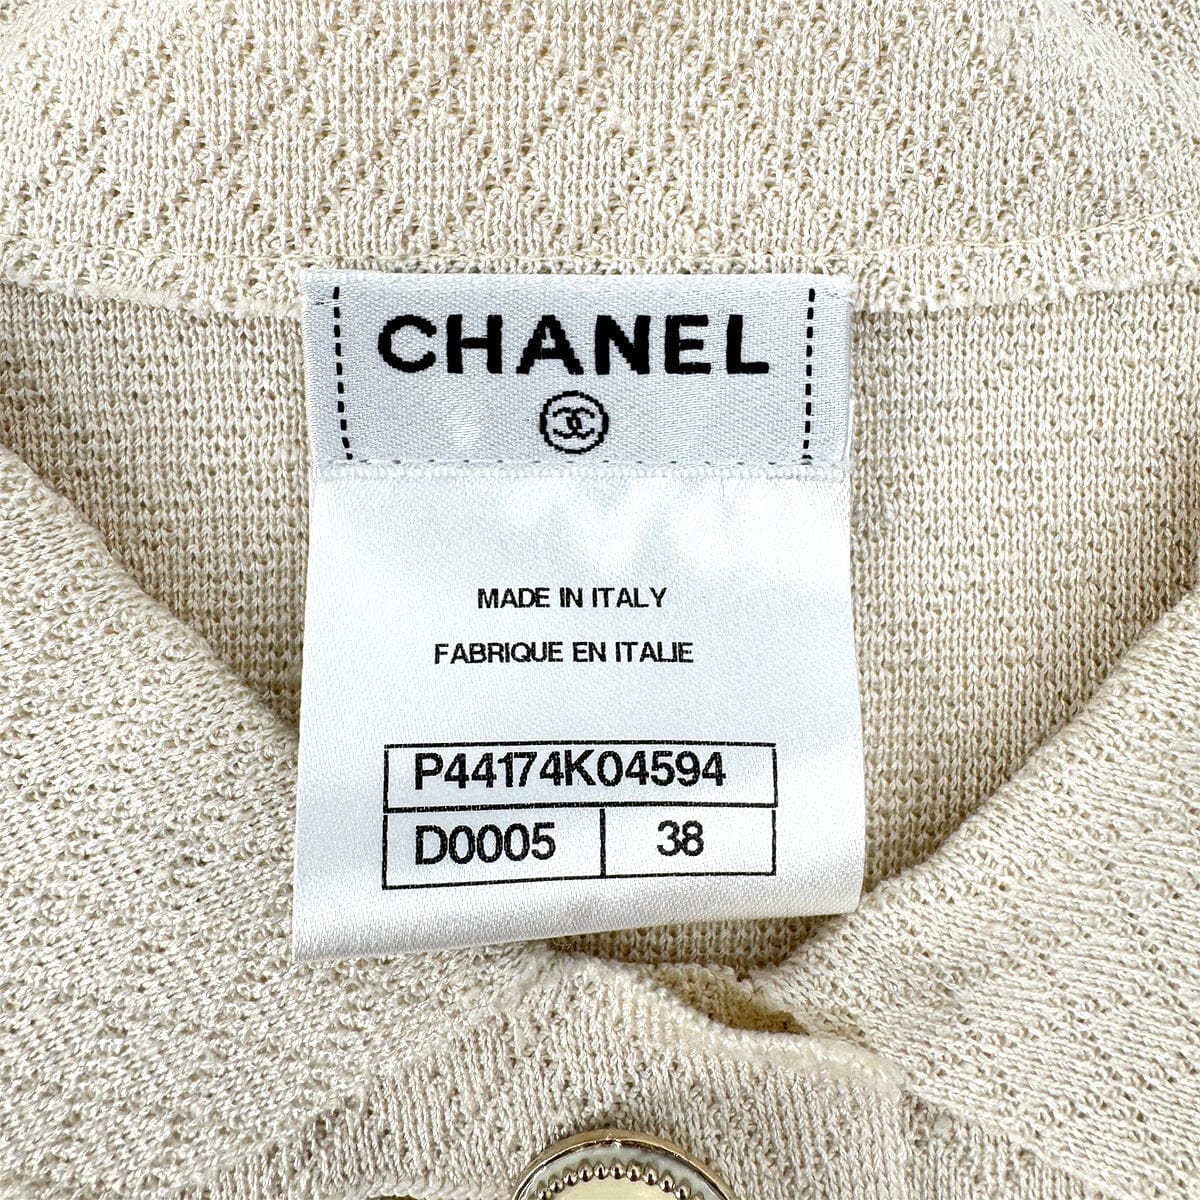 CHANEL
MADE IN ITALY
FABRIQUE EN ITALIE
P44174K04594
D0005 38